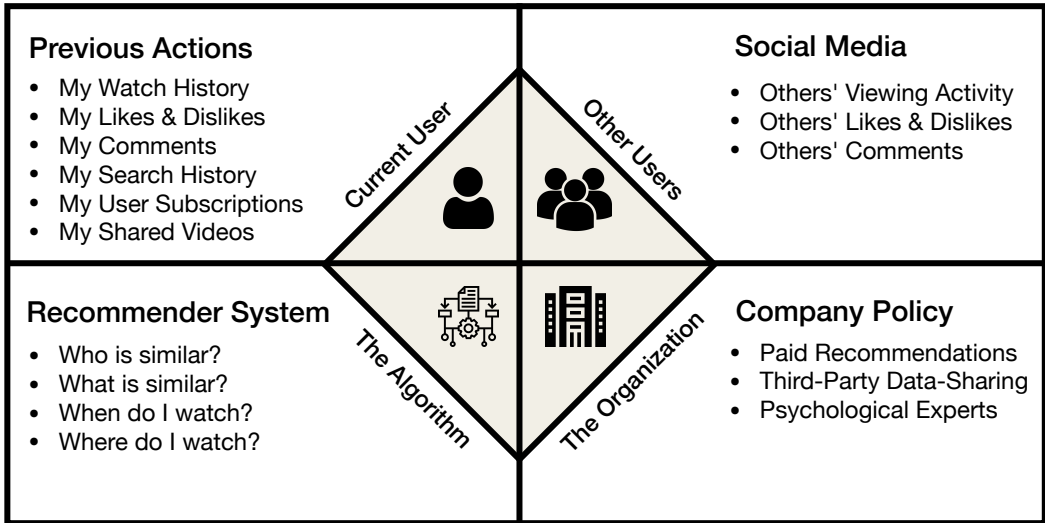 Previous Actions
• My Watch History
• My Likes & Dislikes
• My Comments
• My Search History
• My User Subscriptions
• My Shared Videos
Current User
Social Media
• Others' Viewing Activity
• Others' Likes & Dislikes
• Others' Comments
Other Users
Recommender System
• Who is similar?
• What is similar?
• When do I watch?
• Where do I watch?
The Algorithm
Company Policy
• Paid Recommendations
• Third-Party Data-Sharing
• Psychological Experts
The Organization